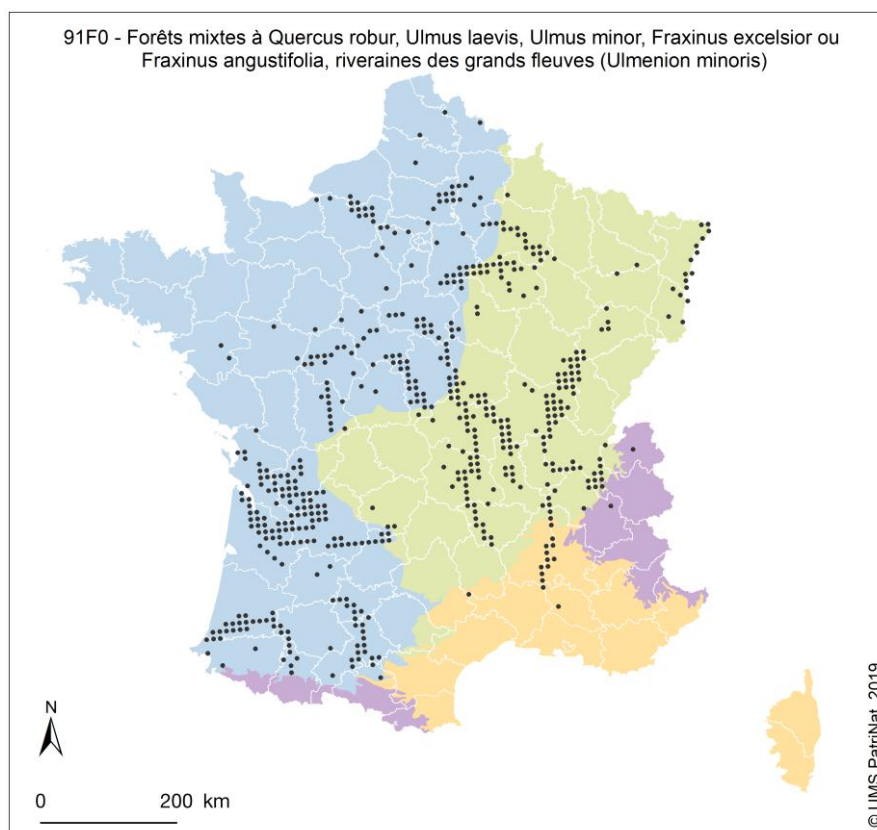 91F0 - Forêts mixtes à Quercus robur, Ulmus laevis, Ulmus minor, Fraxinus excelsior ou
Fraxinus angustifolia, riveraines des grands fleuves (Ulmenion minoris)
N
0 200 km
© UMS PatriNat, 2019